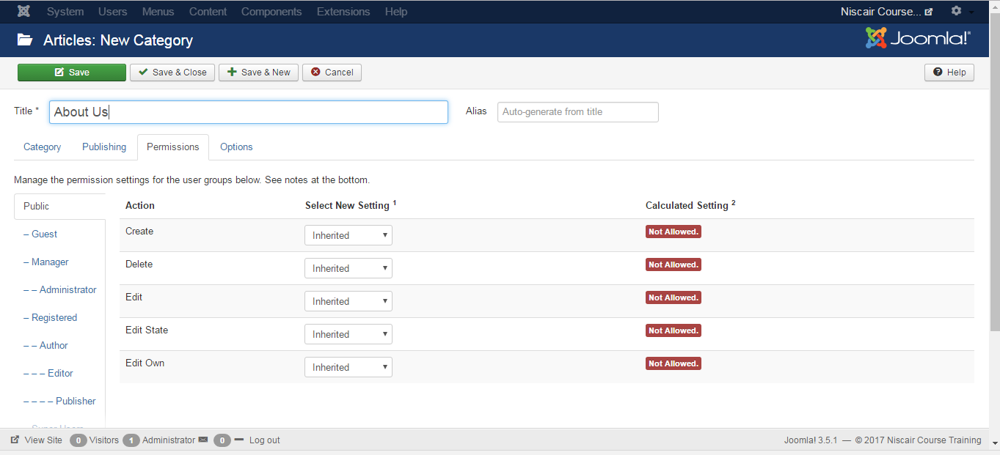 System Users Menus Content Components Extensions Help Niscair Course...
Articles: New Category Joomla!®
Save Save & Close Save & New Cancel Help
Title * About Us Alias Auto-generate from title
Category Publishing Permissions Options
Manage the permission settings for the user groups below. See notes at the bottom.
Public Action Select New Setting 1 Calculated Setting 2
Create Inherited Not Allowed.
– Guest
– Manager Delete Inherited Not Allowed.
– – Administrator Edit Inherited Not Allowed.
– Registered
– – Author Edit State Inherited Not Allowed.
– – – Editor Edit Own Inherited Not Allowed.
– – – – Publisher
Super Users
View Site 0 Visitors 1 Administrator 0 Log out Joomla! 3.5.1 — © 2017 Niscair Course Training